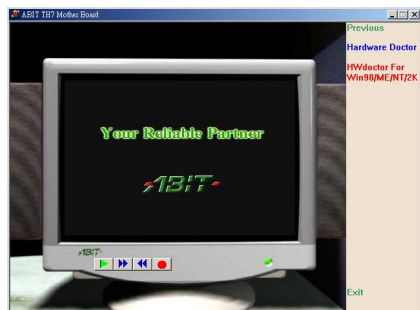 ABIT TH7 Mother Board
Previous
Hardware Doctor
HWdoctor For
Win98/ME/NT/2K
Your Reliable Partner
ABIT
ABIT
Exit